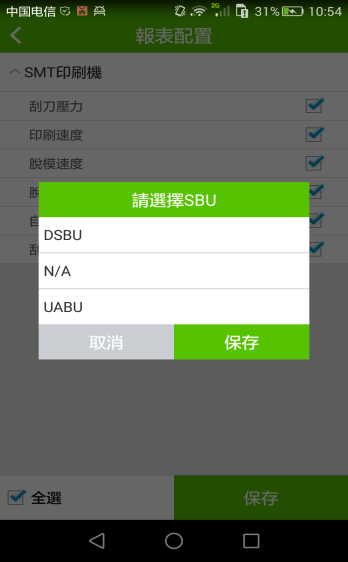 中国电信 2G 31% 10:54
報表配置
SMT印刷機
刮刀壓力
印刷速度
脫模速度
請選擇SBU
DSBU
N/A
UABU
取消 保存
全選 保存